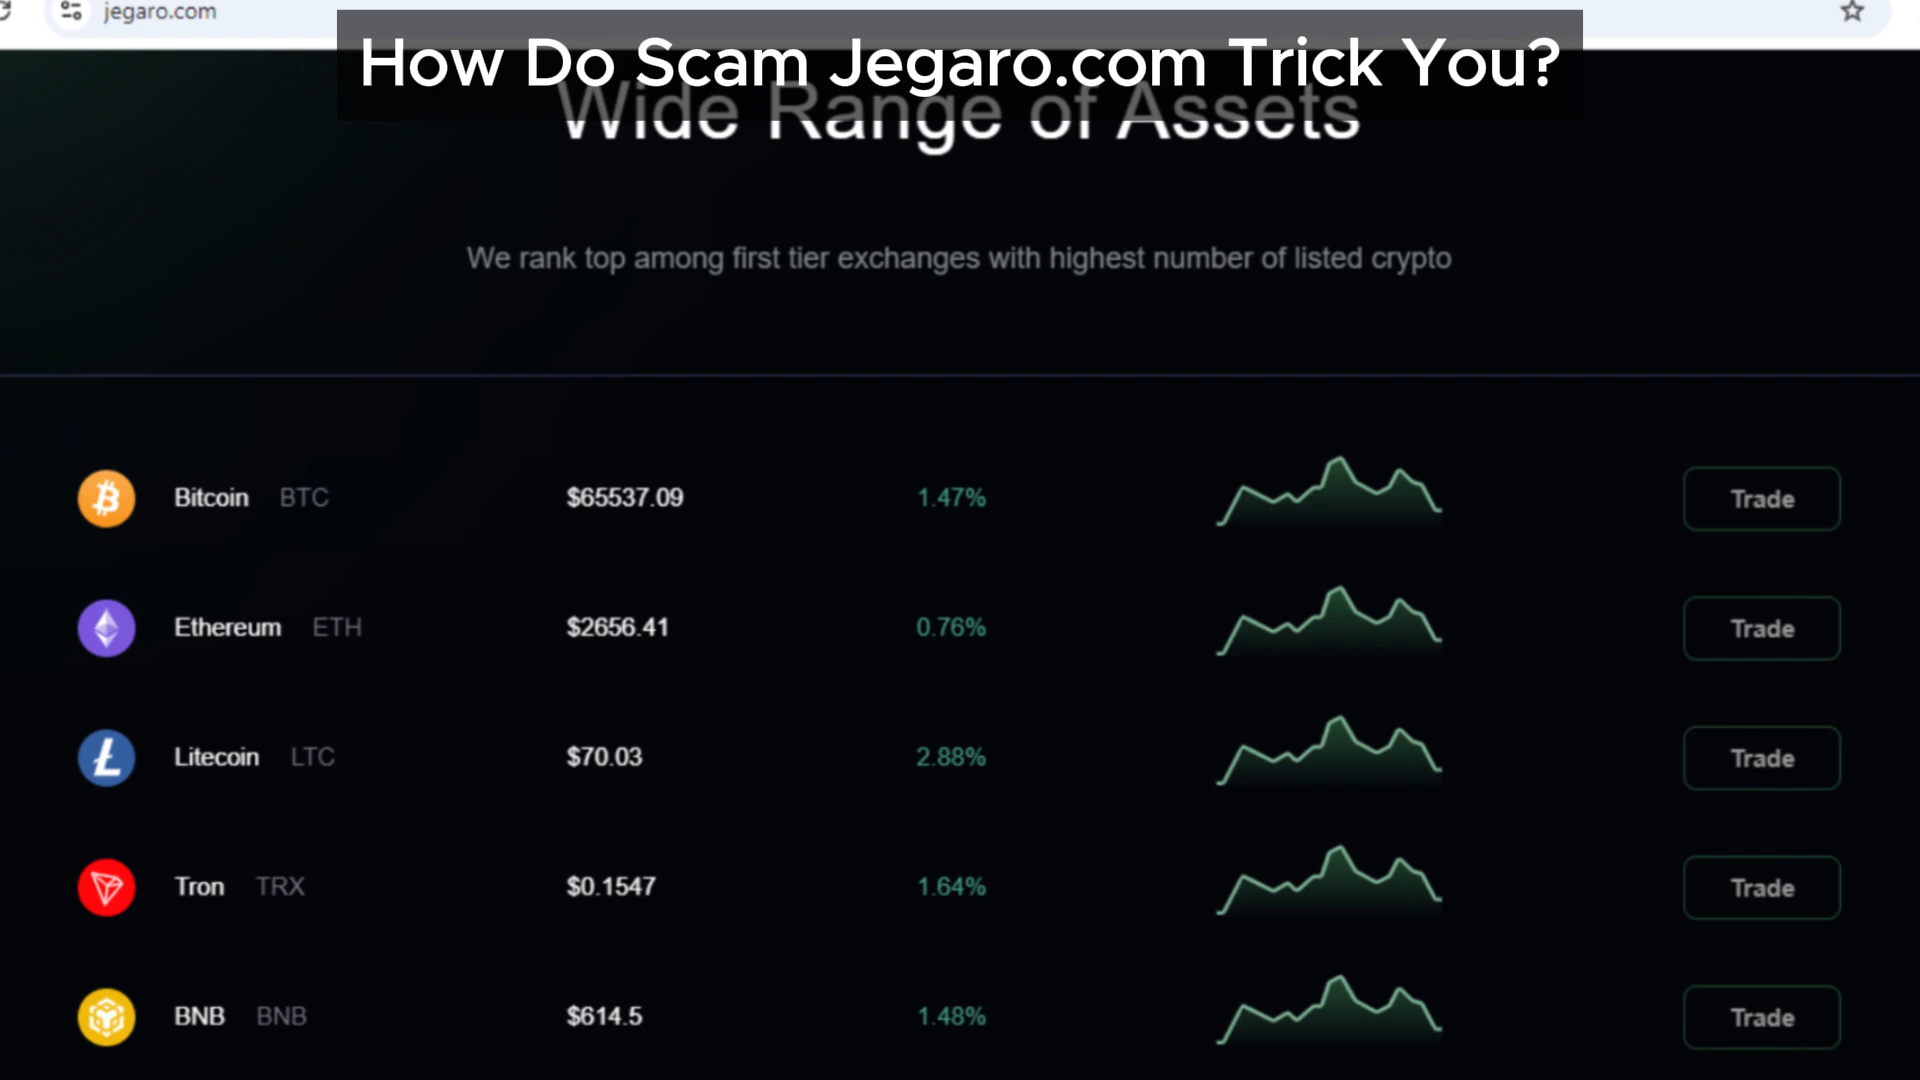 jegaro.com
How Do Scam Jegaro.com Trick You?
Wide Range of Assets
We rank top among first tier exchanges with highest number of listed crypto
Bitcoin BTC $65537.09 1.47% Trade
Ethereum ETH $2656.41 0.76% Trade
Litecoin LTC $70.03 2.88% Trade
Tron TRX $0.1547 1.64% Trade
BNB BNB $614.5 1.48% Trade